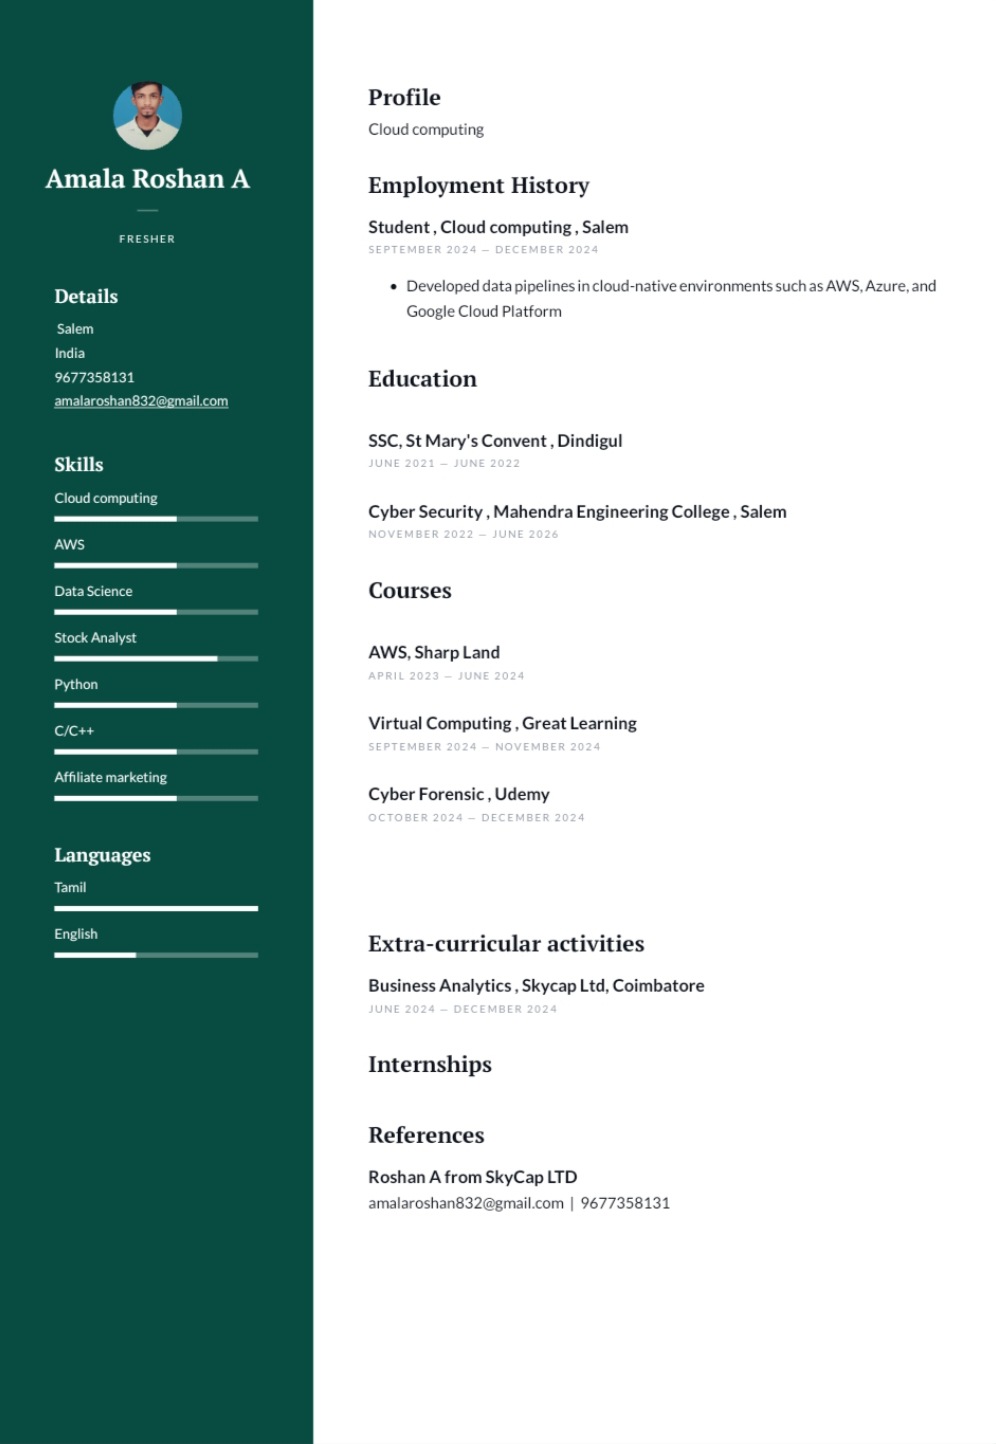 Amala Roshan A
FRESHER
Details
Salem
India
9677358131
amalaroshan832@gmail.com
Skills
Cloud computing
AWS
Data Science
Stock Analyst
Python
C/C++
Affiliate marketing
Languages
Tamil
English
Profile
Cloud computing
Employment History
Student , Cloud computing , Salem
SEPTEMBER 2024 — DECEMBER 2024
• Developed data pipelines in cloud-native environments such as AWS, Azure, and
Google Cloud Platform
Education
SSC, St Mary's Convent , Dindigul
JUNE 2021 — JUNE 2022
Cyber Security , Mahendra Engineering College , Salem
NOVEMBER 2022 — JUNE 2026
Courses
AWS, Sharp Land
APRIL 2023 — JUNE 2024
Virtual Computing , Great Learning
SEPTEMBER 2024 — NOVEMBER 2024
Cyber Forensic , Udemy
OCTOBER 2024 — DECEMBER 2024
Extra-curricular activities
Business Analytics , Skycap Ltd, Coimbatore
JUNE 2024 — DECEMBER 2024
Internships
References
Roshan A from SkyCap LTD
amalaroshan832@gmail.com | 9677358131